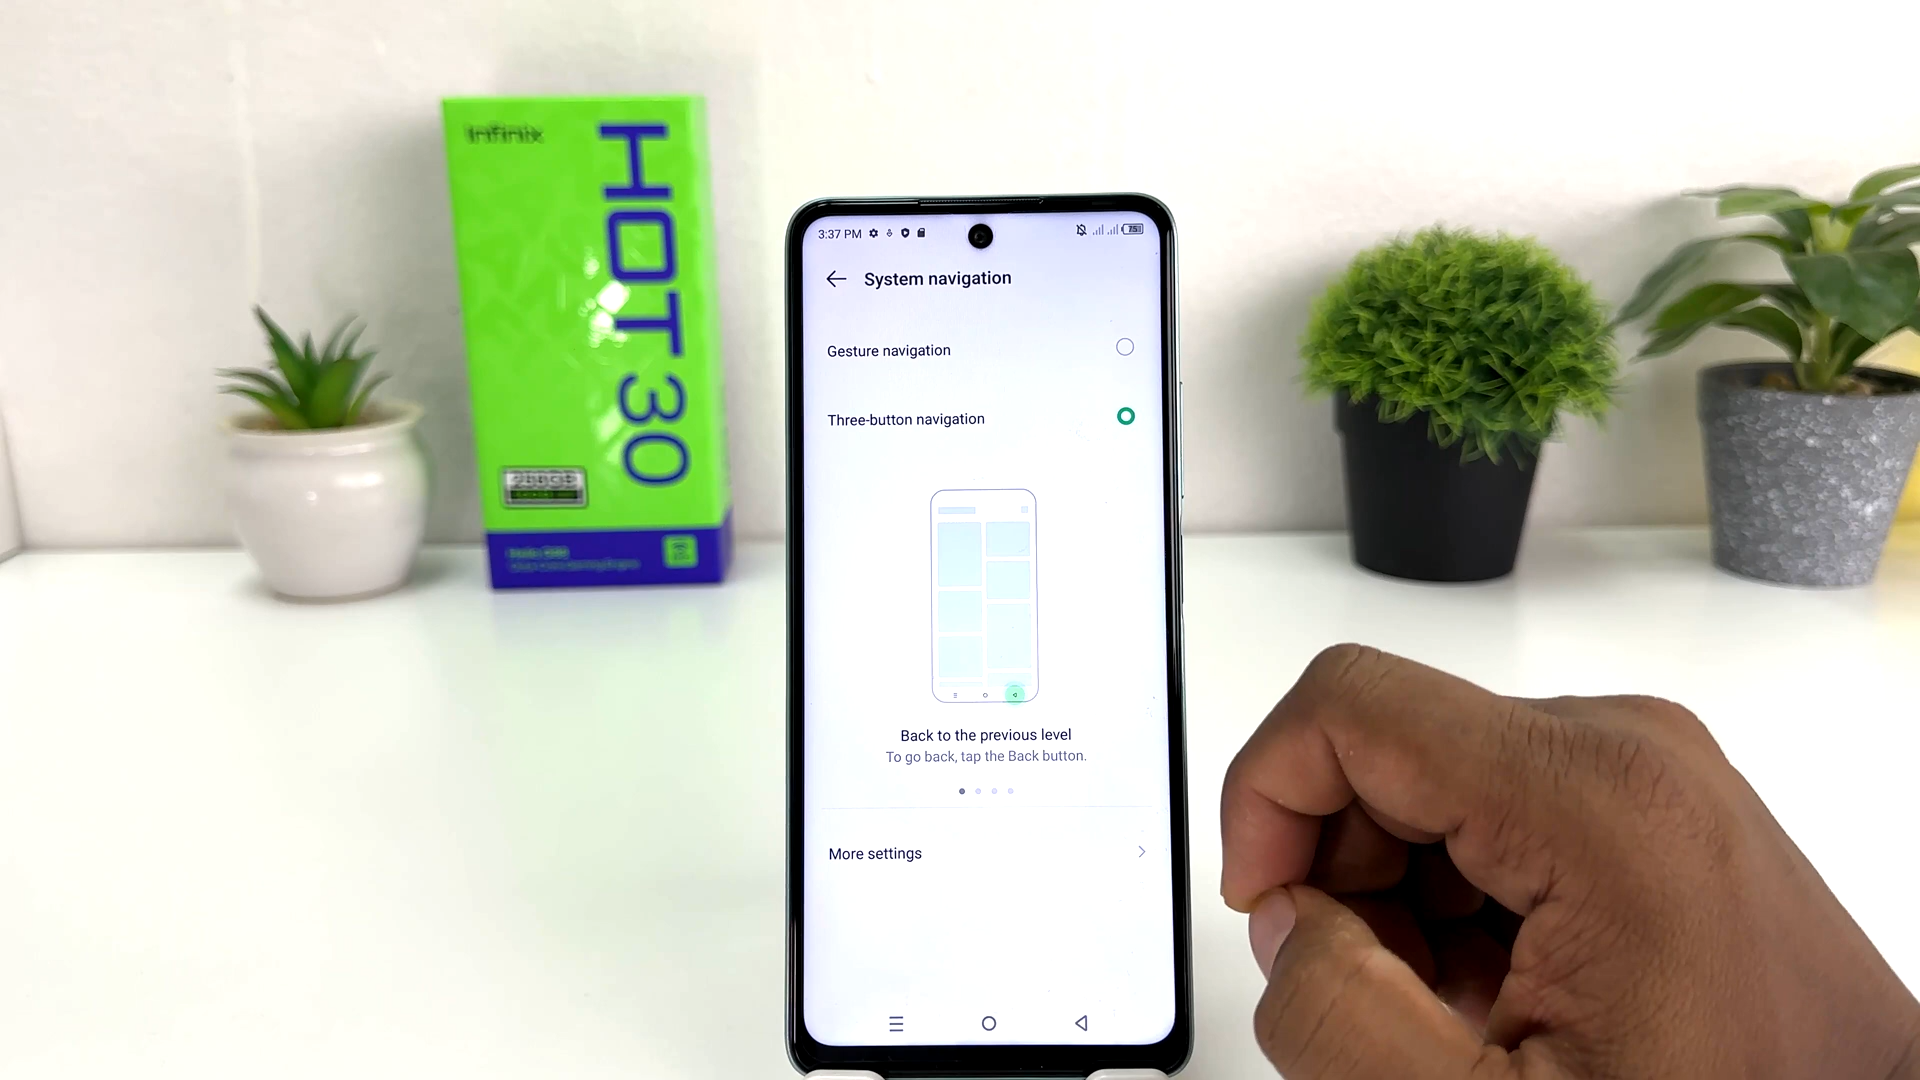 Infinix
HOT 30
3:37 PM
75
System navigation
Gesture navigation
Three-button navigation
Back to the previous level
To go back, tap the Back button.
More settings